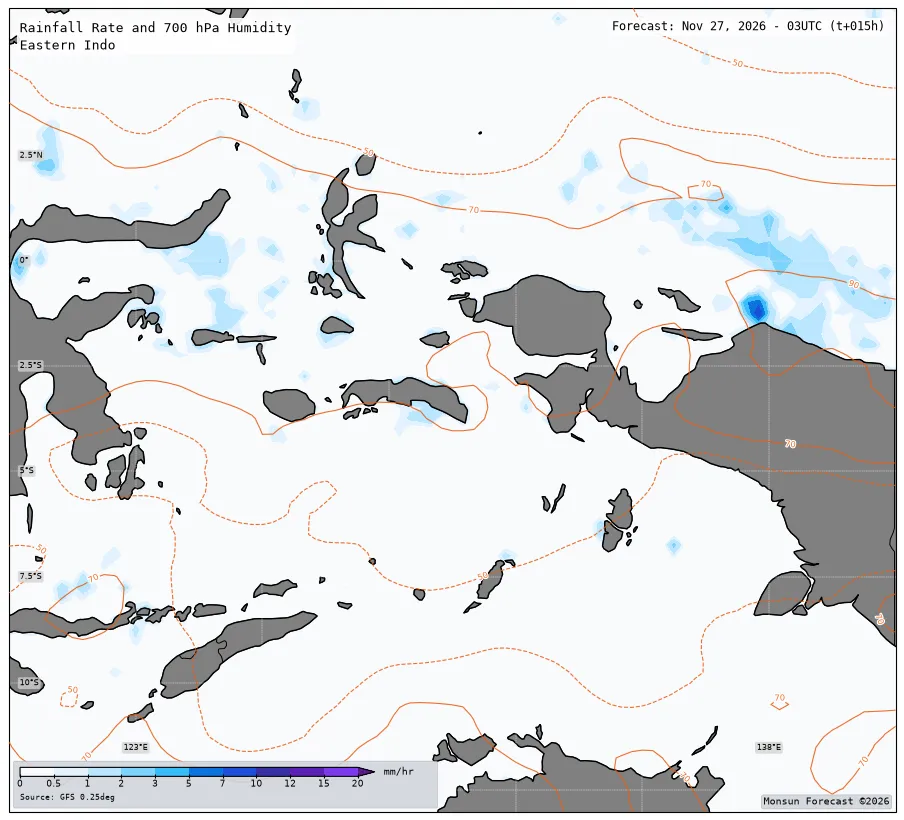 Rainfall Rate and 700 hPa Humidity
Eastern Indo
Forecast: Nov 27, 2026 - 03UTC (t+015h)
50
50
2.5°N
70
70
0°
90
2.5°S
70
5°S
50
7.5°S
70
50
70
10°S
50
70
123°E
138°E
70
70
70
0 0.5 1 2 3 5 7 10 12 15 20 mm/hr
Source: GFS 0.25deg
Monsun Forecast ©2026